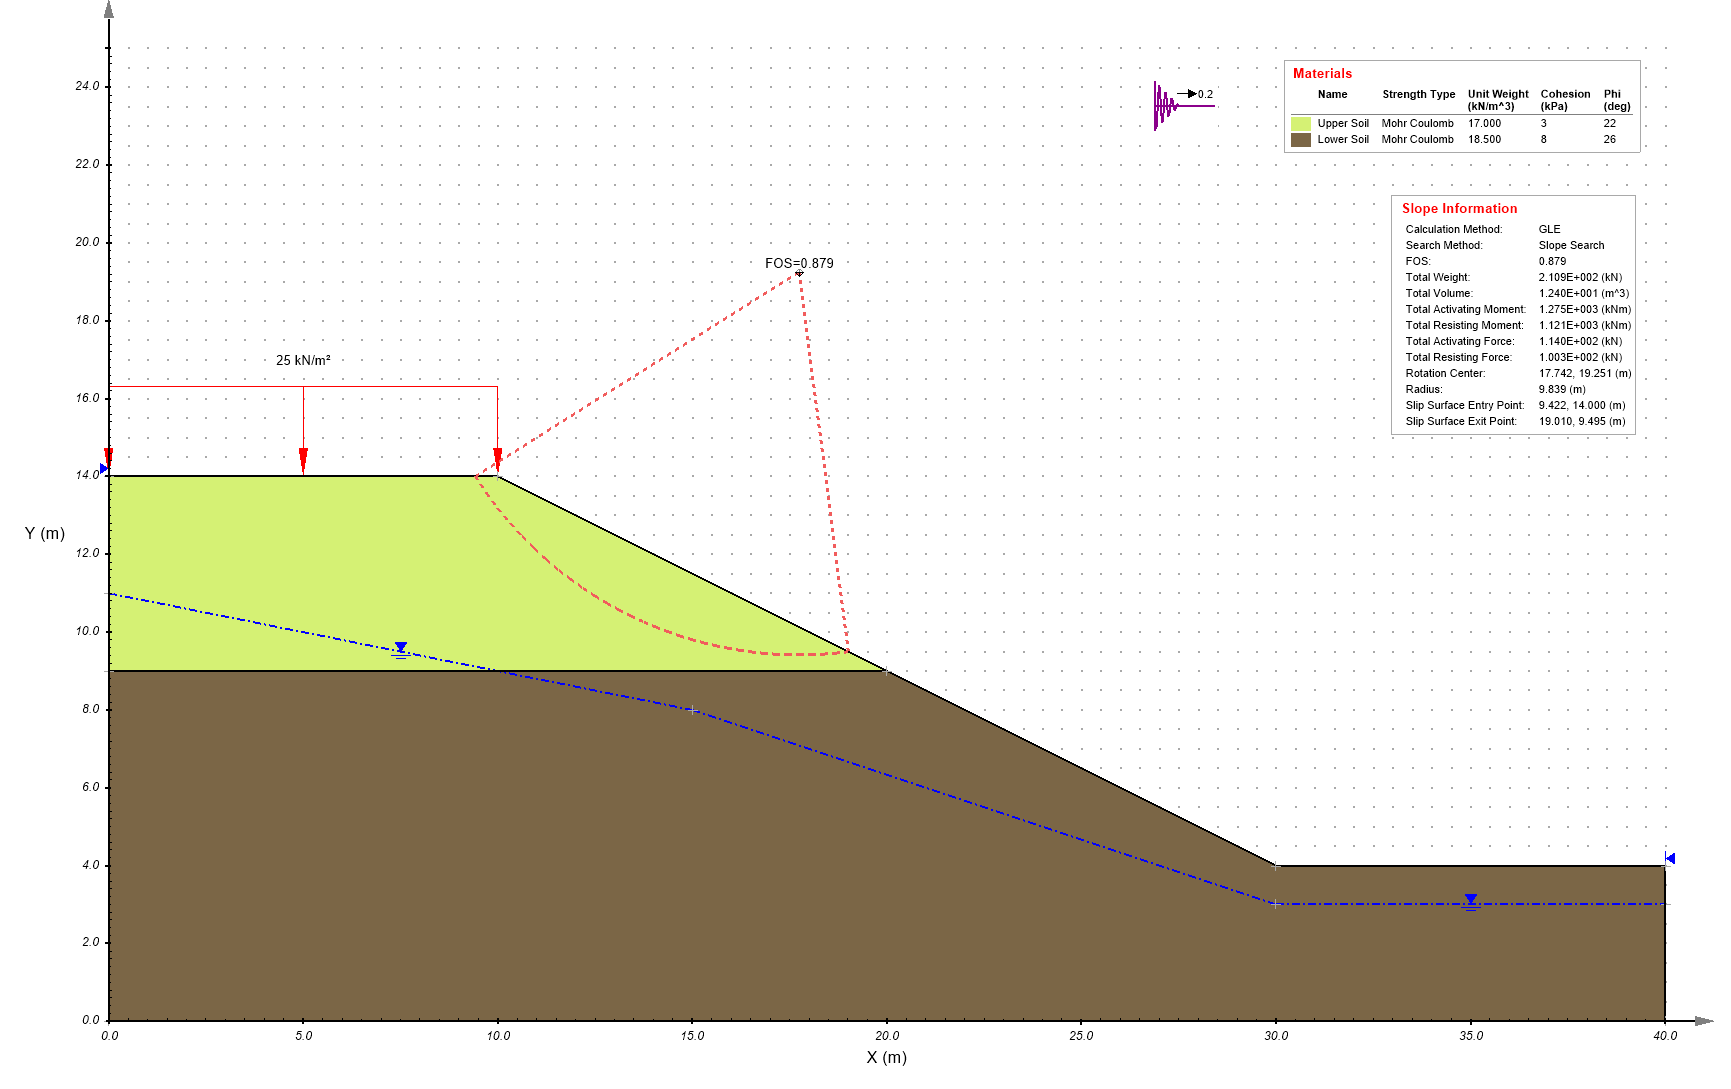 24.0
22.0
20.0
18.0
16.0
14.0
12.0
10.0
8.0
6.0
4.0
2.0
0.0
Y (m)
0.0 5.0 10.0 15.0 20.0 25.0 30.0 35.0 40.0
X (m)
25 kN/m²
FOS=0.879
0.2
Materials
Name Strength Type Unit Weight (kN/m^3) Cohesion (kPa) Phi (deg)
Upper Soil Mohr Coulomb 17.000 3 22
Lower Soil Mohr Coulomb 18.500 8 26
Slope Information
Calculation Method: GLE
Search Method: Slope Search
FOS: 0.879
Total Weight: 2.109E+002 (kN)
Total Volume: 1.240E+001 (m^3)
Total Activating Moment: 1.275E+003 (kNm)
Total Resisting Moment: 1.121E+003 (kNm)
Total Activating Force: 1.140E+002 (kN)
Total Resisting Force: 1.003E+002 (kN)
Rotation Center: 17.742, 19.251 (m)
Radius: 9.839 (m)
Slip Surface Entry Point: 9.422, 14.000 (m)
Slip Surface Exit Point: 19.010, 9.495 (m)